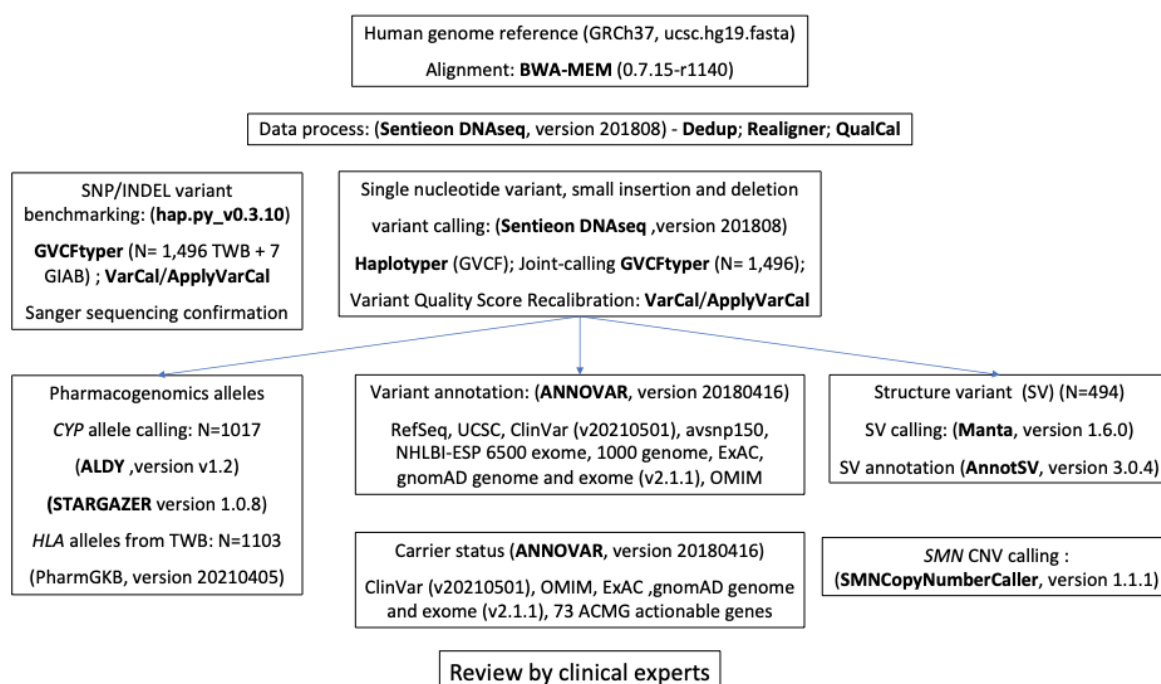 Human genome reference (GRCh37, ucsc.hg19.fasta)
Alignment: BWA-MEM (0.7.15-r1140)
Data process: (Sentieon DNAseq, version 201808) - Dedup; Realigner; QualCal
SNP/INDEL variant
benchmarking: (hap.py_v0.3.10)
GVCFtyper (N= 1,496 TWB + 7
GIAB) ; VarCal/ApplyVarCal
Sanger sequencing confirmation
Single nucleotide variant, small insertion and deletion
variant calling: (Sentieon DNAseq ,version 201808)
Haplotyper (GVCF); Joint-calling GVCFtyper (N= 1,496);
Variant Quality Score Recalibration: VarCal/ApplyVarCal
Pharmacogenomics alleles
CYP allele calling: N=1017
(ALDY ,version v1.2)
(STARGAZER version 1.0.8)
HLA alleles from TWB: N=1103
(PharmGKB, version 20210405)
Variant annotation: (ANNOVAR, version 20180416)
RefSeq, UCSC, ClinVar (v20210501), avsnp150,
NHLBI-ESP 6500 exome, 1000 genome, ExAC,
gnomAD genome and exome (v2.1.1), OMIM
Structure variant (SV) (N=494)
SV calling: (Manta, version 1.6.0)
SV annotation (AnnotSV, version 3.0.4)
Carrier status (ANNOVAR, version 20180416)
ClinVar (v20210501), OMIM, ExAC ,gnomAD genome
and exome (v2.1.1), 73 ACMG actionable genes
SMN CNV calling :
(SMNCopyNumberCaller, version 1.1.1)
Review by clinical experts